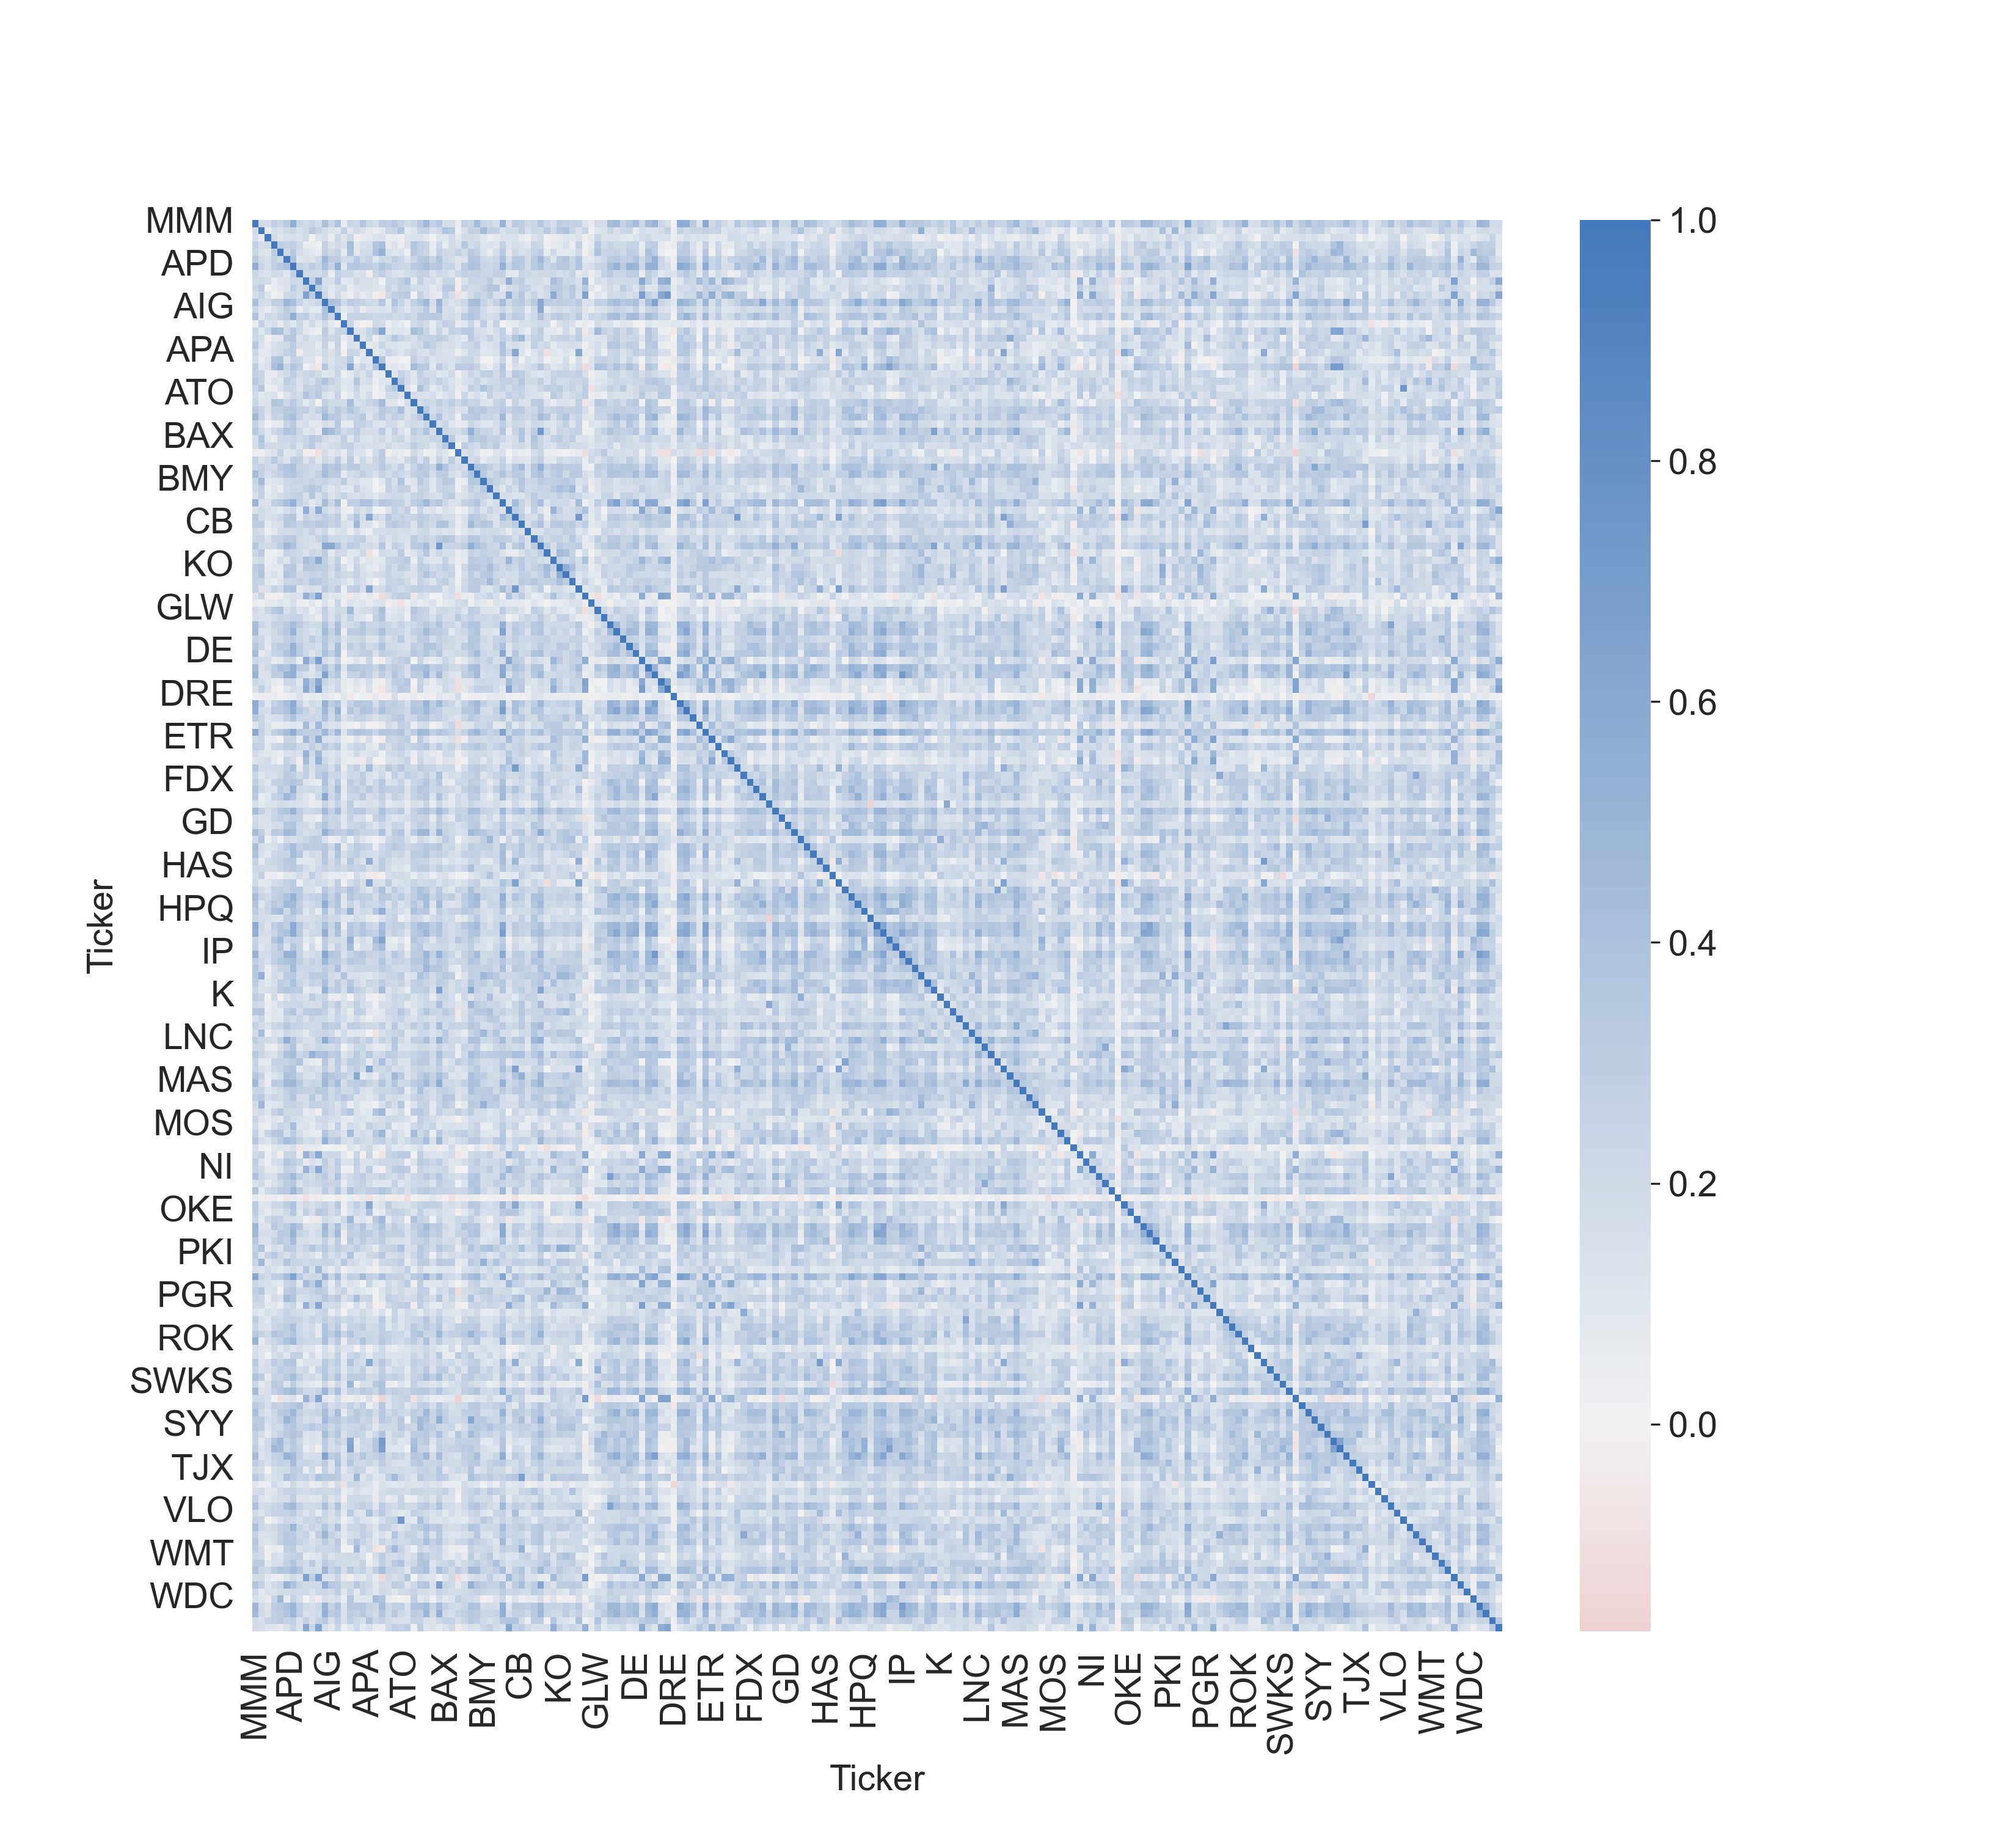 MMM
APD
AIG
APA
ATO
BAX
BMY
CB
KO
GLW
DE
DRE
ETR
FDX
GD
HAS
HPQ
IP
K
LNC
MAS
MOS
NI
OKE
PKI
PGR
ROK
SWKS
SYY
TJX
VLO
WMT
WDC
Ticker
MMM APD AIG APA ATO BAX BMY CB KO GLW DE DRE ETR FDX GD HAS HPQ IP K LNC MAS MOS NI OKE PKI PGR ROK SWKS SYY TJX VLO WMT WDC
Ticker
1.0
0.8
0.6
0.4
0.2
0.0